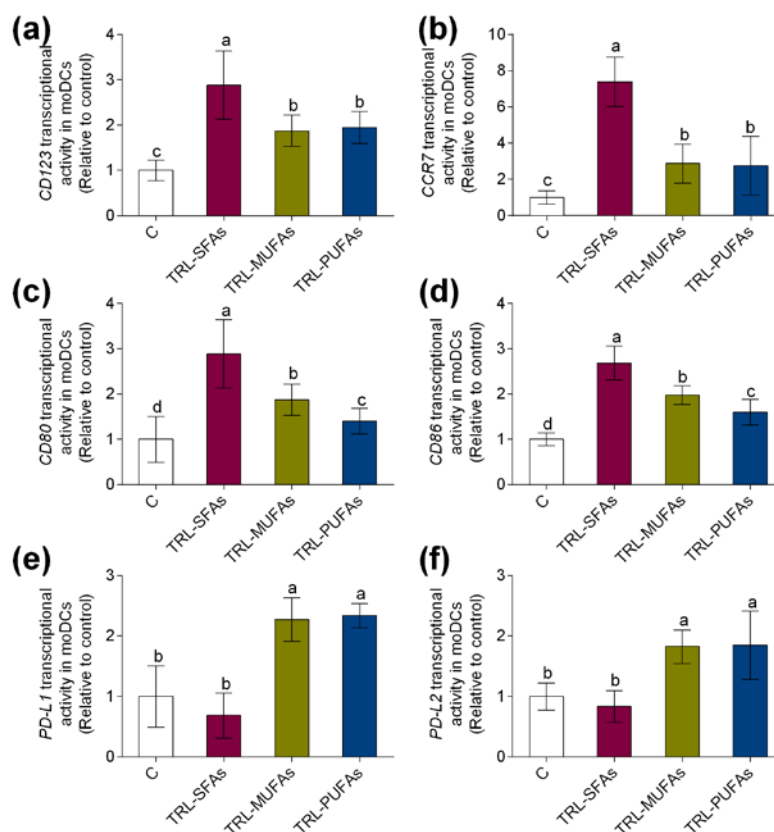 (a)
CD123 transcriptional
activity in moDCs
(Relative to control)
4
3
2
1
0
c
a
b
b
C
TRL-SFAs
TRL-MUFAs
TRL-PUFAs
(b)
CCR7 transcriptional
activity in moDCs
(Relative to control)
10
8
6
4
2
0
c
a
b
b
C
TRL-SFAs
TRL-MUFAs
TRL-PUFAs
(c)
CD80 transcriptional
activity in moDCs
(Relative to control)
4
3
2
1
0
d
a
b
c
C
TRL-SFAs
TRL-MUFAs
TRL-PUFAs
(d)
CD86 transcriptional
activity in moDCs
(Relative to control)
4
3
2
1
0
d
a
b
c
C
TRL-SFAs
TRL-MUFAs
TRL-PUFAs
(e)
PD-L1 transcriptional
activity in moDCs
(Relative to control)
3
2
1
0
b
b
a
a
C
TRL-SFAs
TRL-MUFAs
TRL-PUFAs
(f)
PD-L2 transcriptional
activity in moDCs
(Relative to control)
3
2
1
0
b
b
a
a
C
TRL-SFAs
TRL-MUFAs
TRL-PUFAs